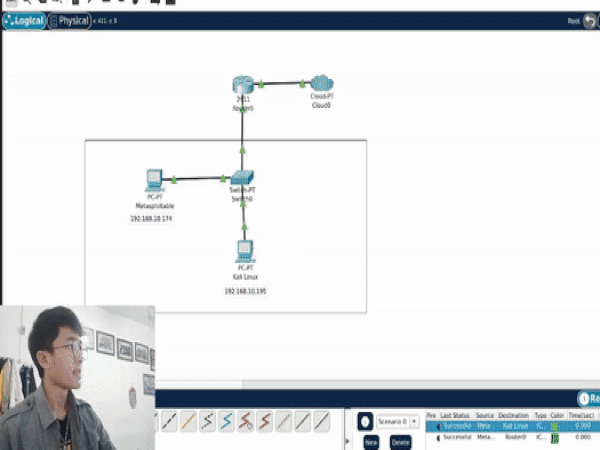 Logical Physical x: 411, y: 9 Root
2911
Router0
Cloud-PT
Cloud0
Switch-PT
Switch0
PC-PT
Metasploitable
192.168.10.174
PC-PT
Kali Linux
192.168.10.195
Re
Scenario 0
New Delete
Fire Last Status Source Destination Type Color Time(sec)
Successful Meta... Kali Linux IC... 0.000
Successful Meta... Router0 IC... 0.000